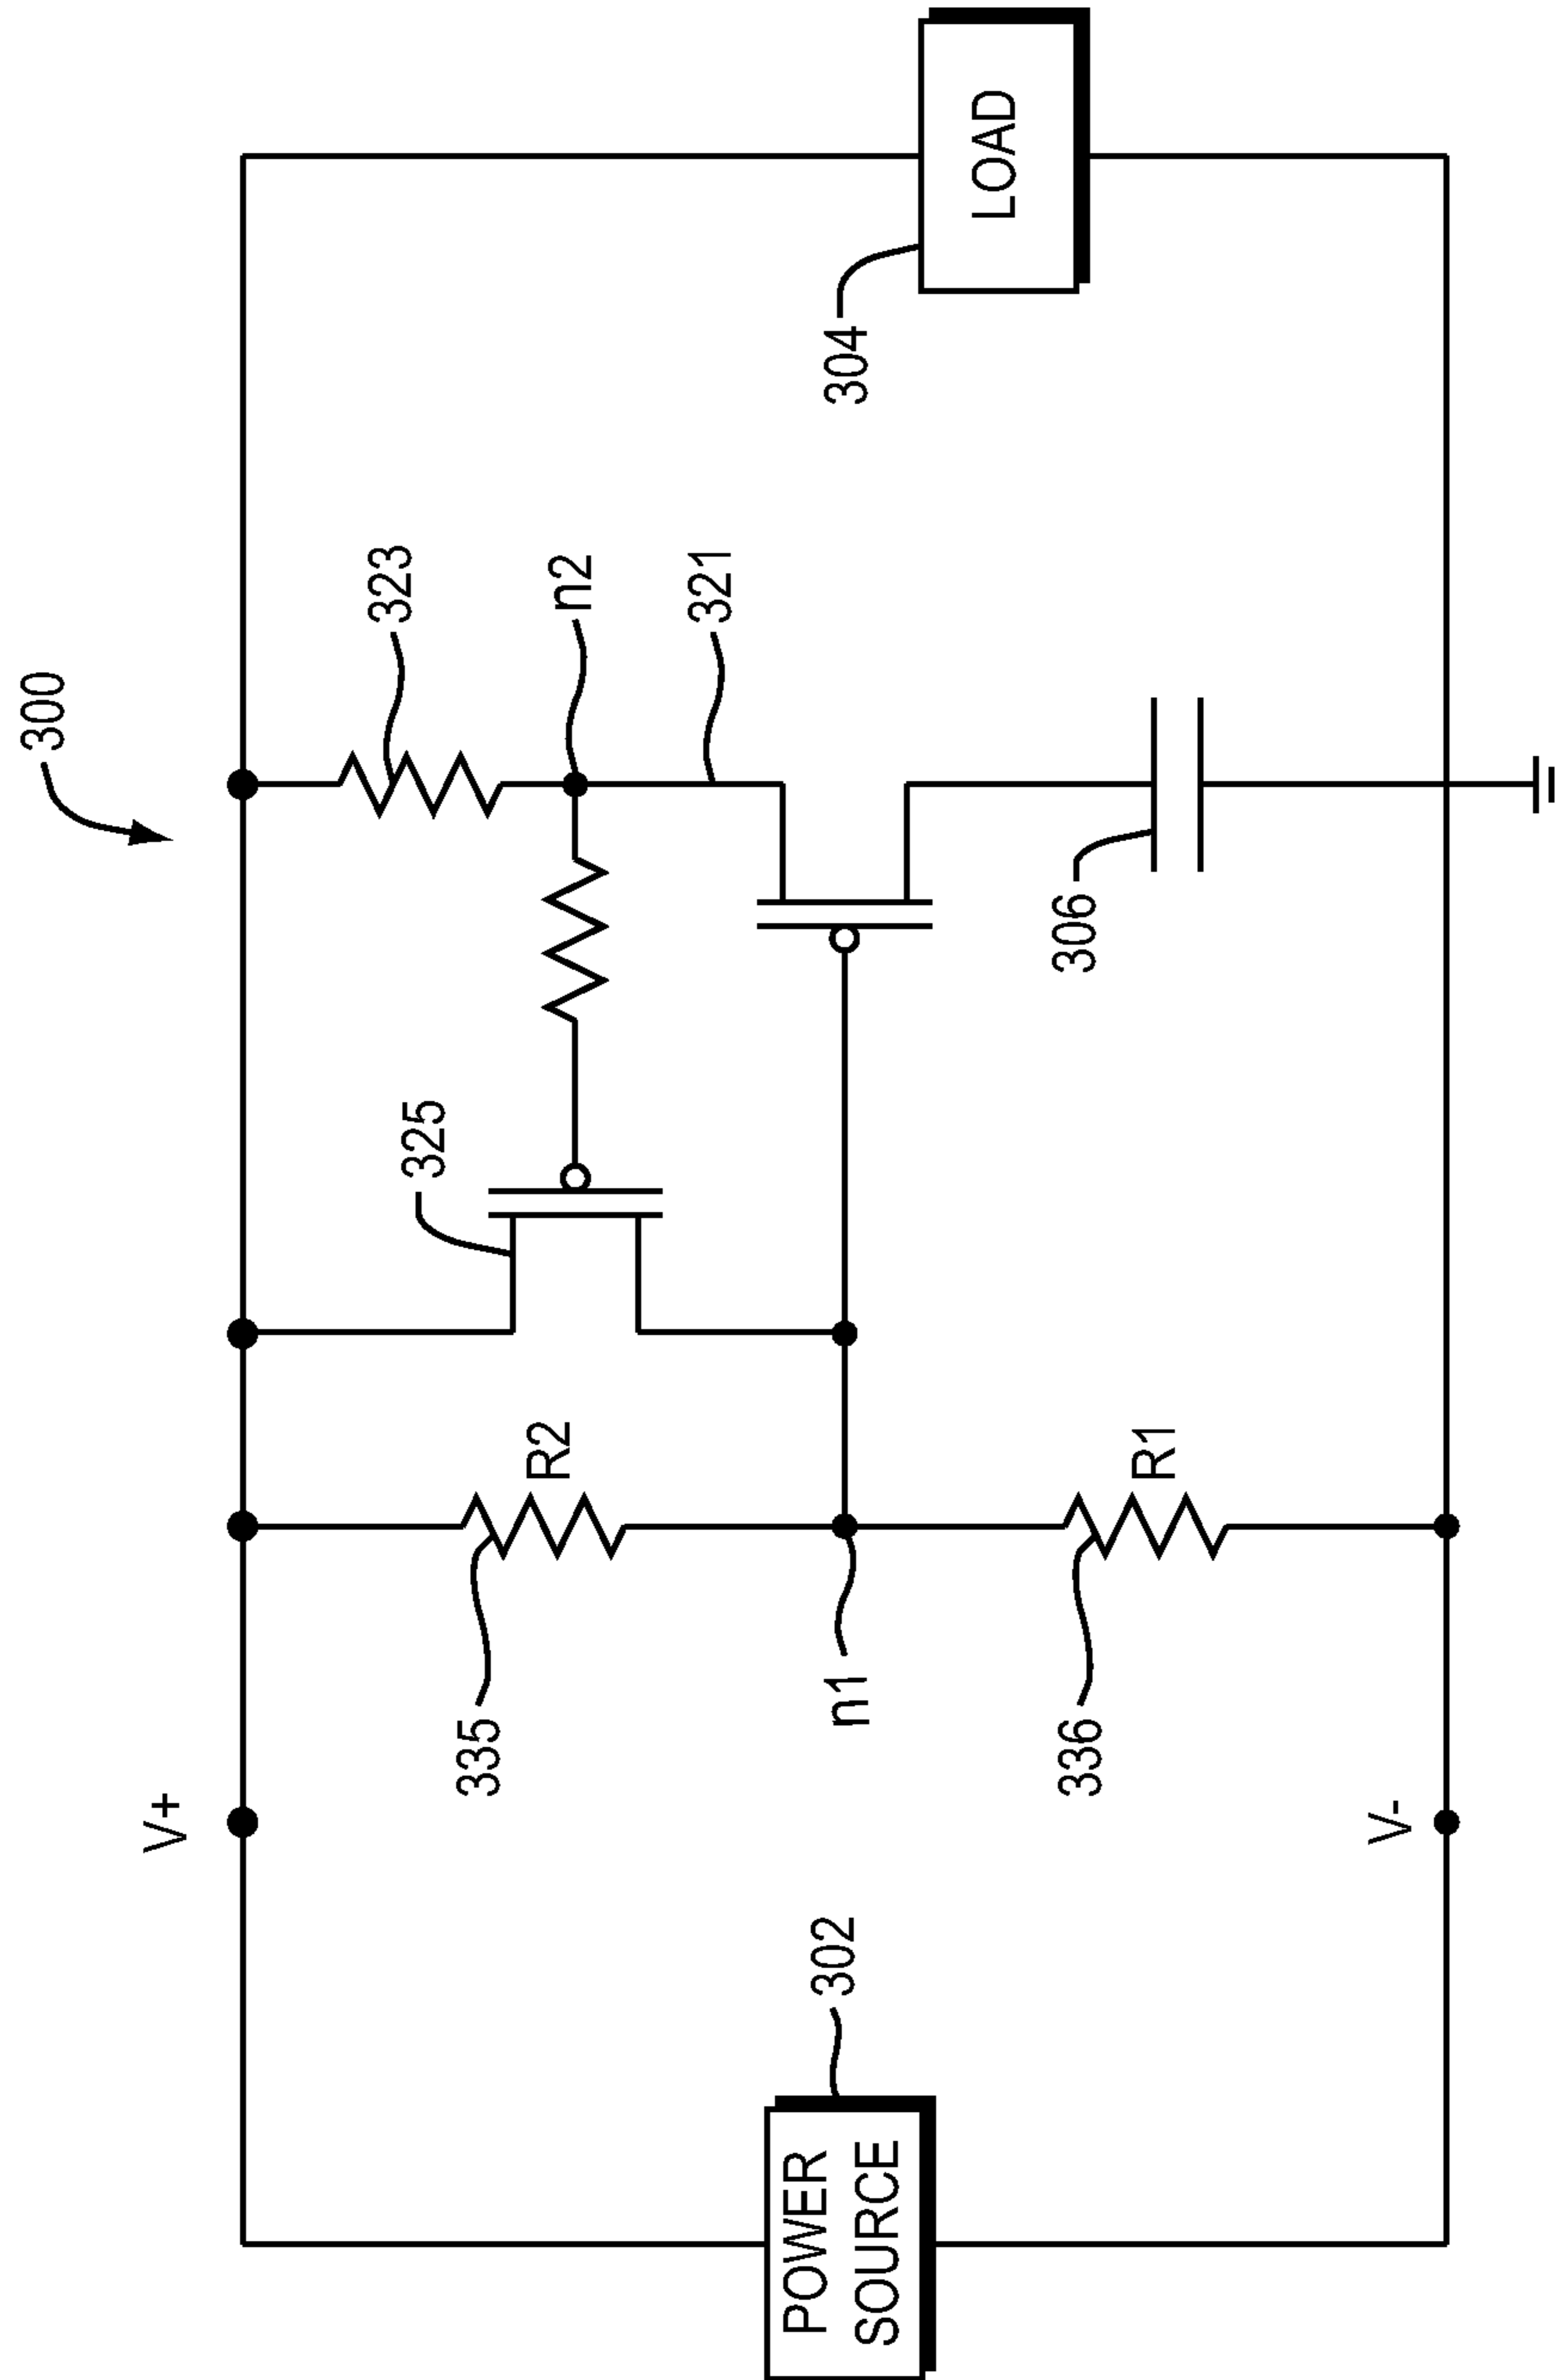 300
V+
325
323
n2
321
335
R2
n1
302
POWER
SOURCE
304
LOAD
306
336
R1
V-